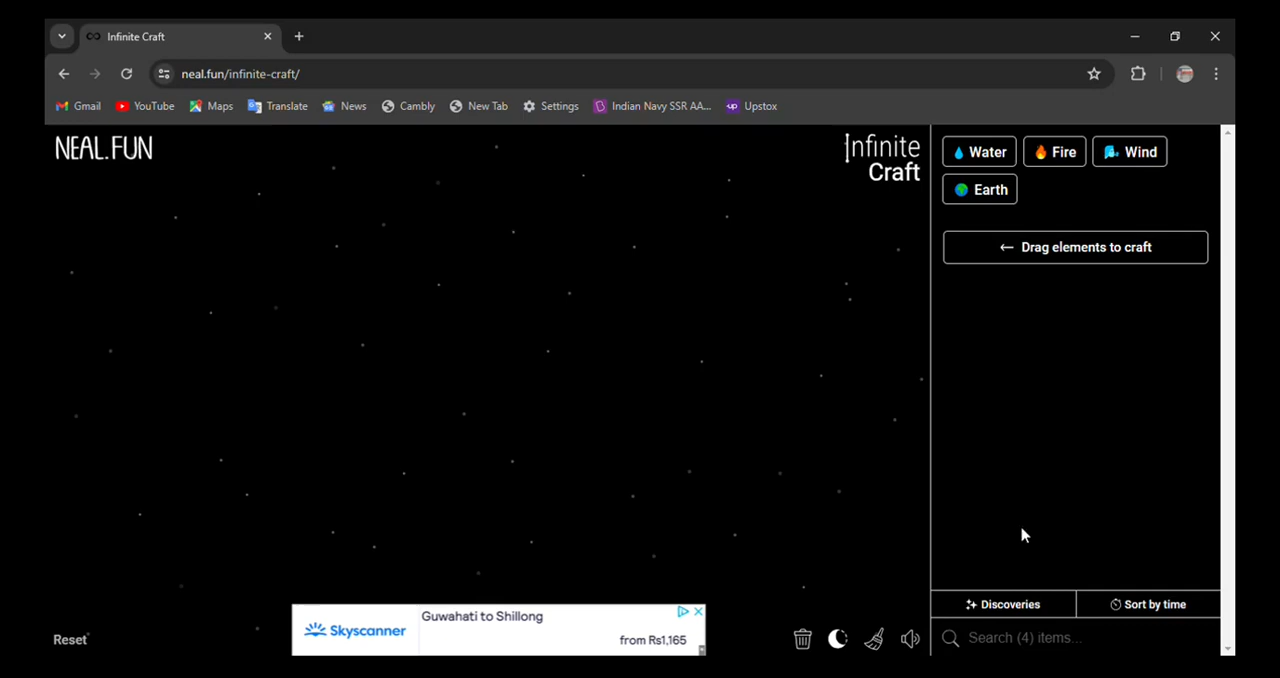 Infinite Craft
neal.fun/infinite-craft/
Gmail YouTube Maps Translate News Cambly New Tab Settings Indian Navy SSR AA... Upstox
NEAL.FUN
Infinite
Craft
Water Fire Wind
Earth
← Drag elements to craft
Discoveries Sort by time
Guwahati to Shillong
Skyscanner
from Rs1,165
Reset
Search (4) items...